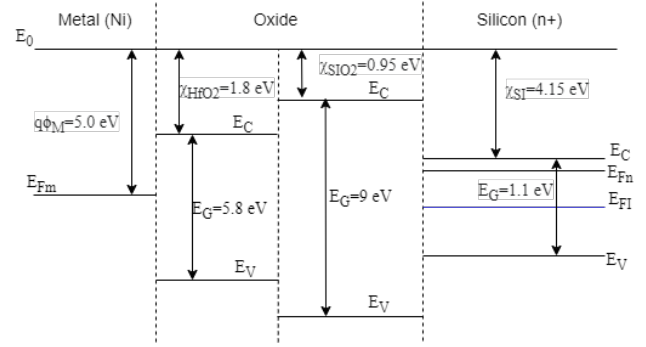 Metal (Ni) Oxide Silicon (n+)
E0
χSIO2=0.95 eV
χHfO2=1.8 eV EC χSI=4.15 eV
qϕM=5.0 eV
EC EC
EFm EFn
EG=5.8 eV EG=9 eV EG=1.1 eV
EFI
EV EV
EV